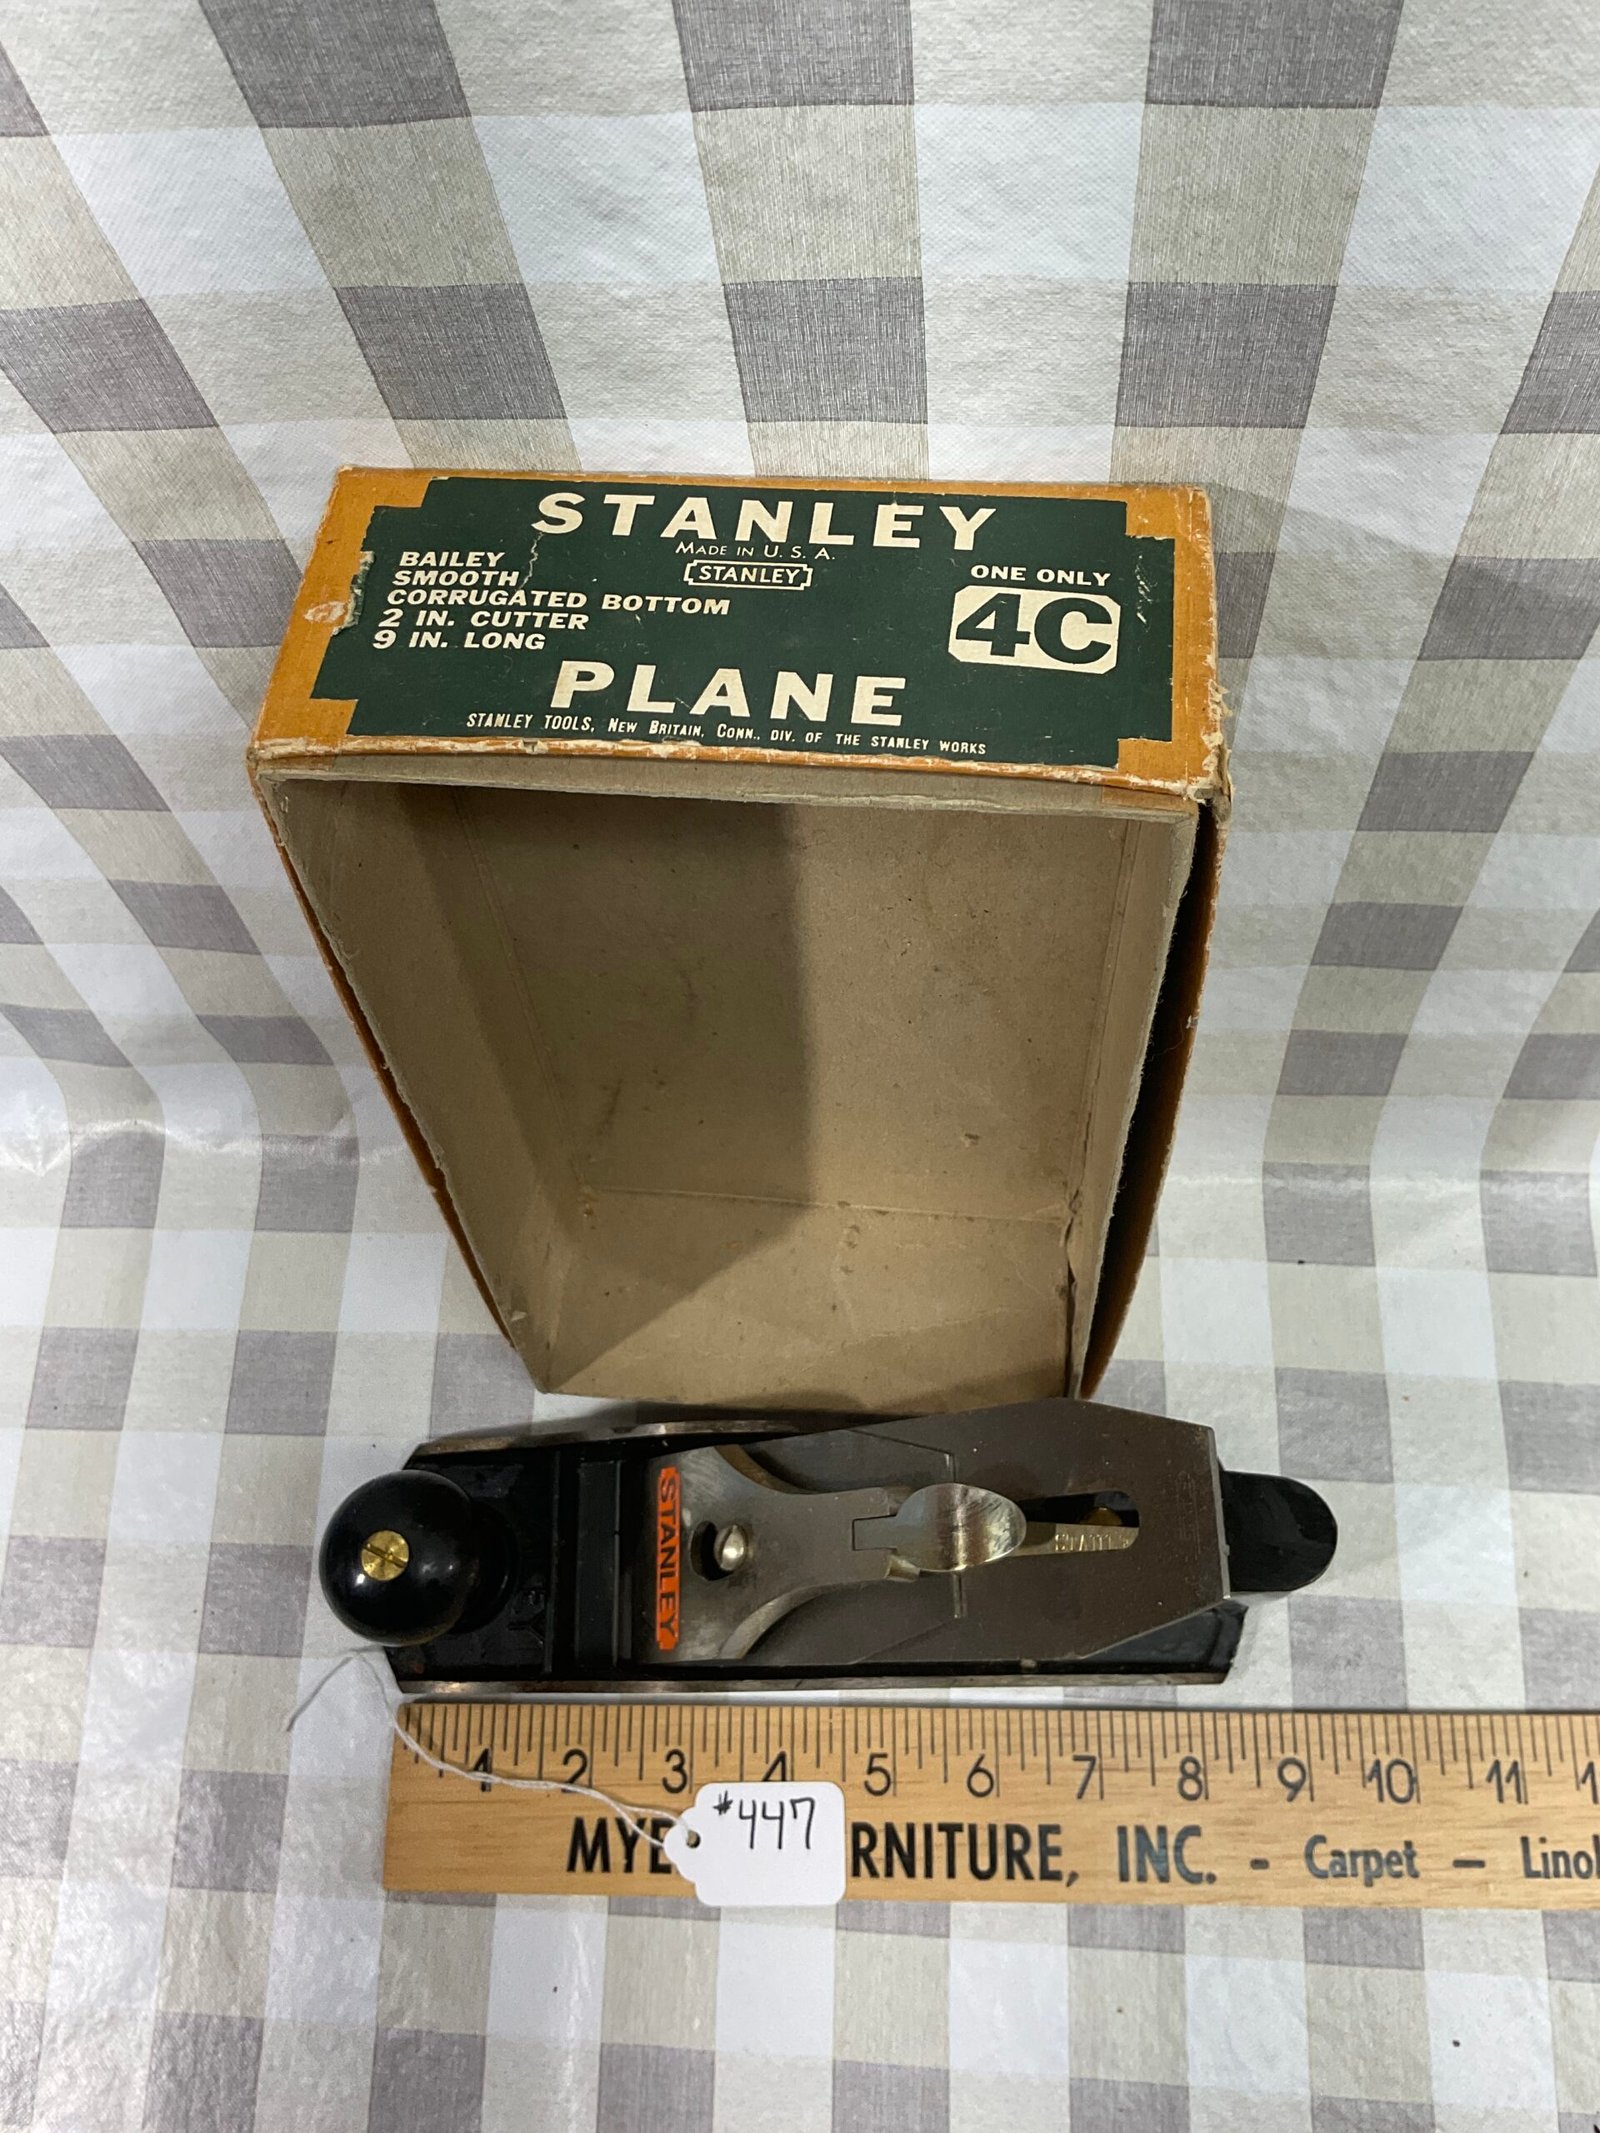 STANLEY
MADE IN U. S. A.
STANLEY
BAILEY
SMOOTH
CORRUGATED BOTTOM
2 IN. CUTTER
9 IN. LONG
ONE ONLY
4C
PLANE
STANLEY TOOLS, NEW BRITAIN, CONN., DIV. OF THE STANLEY WORKS
STANLEY
1 2 3 4 5 6 7 8 9 10 11
#447
RNITURE, INC. - Carpet -